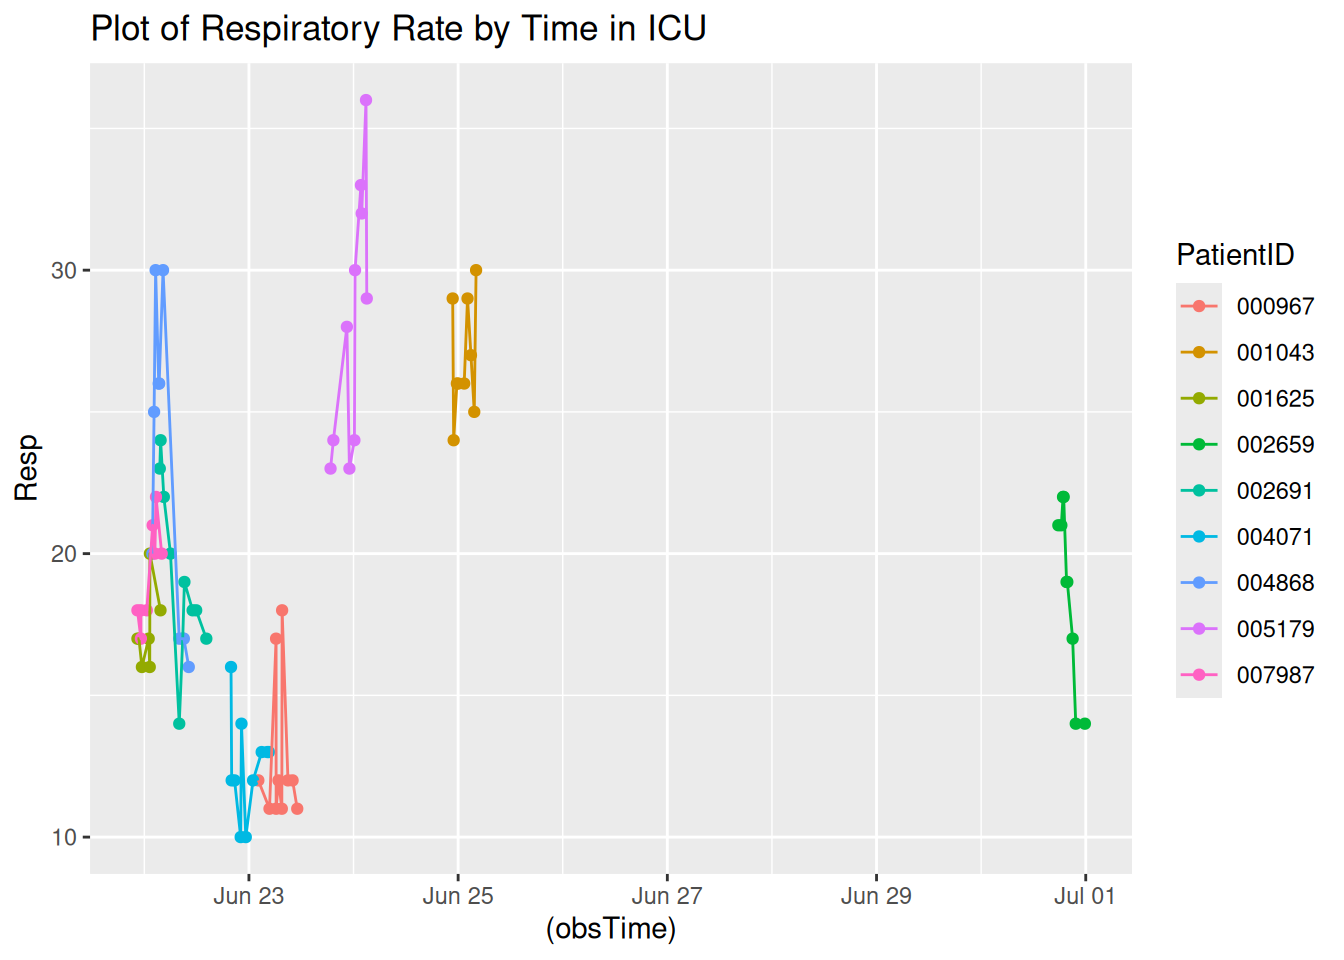 Plot of Respiratory Rate by Time in ICU
Resp
30
20
10
Jun 23
Jun 25
Jun 27
Jun 29
Jul 01
(obsTime)
PatientID
000967
001043
001625
002659
002691
004071
004868
005179
007987